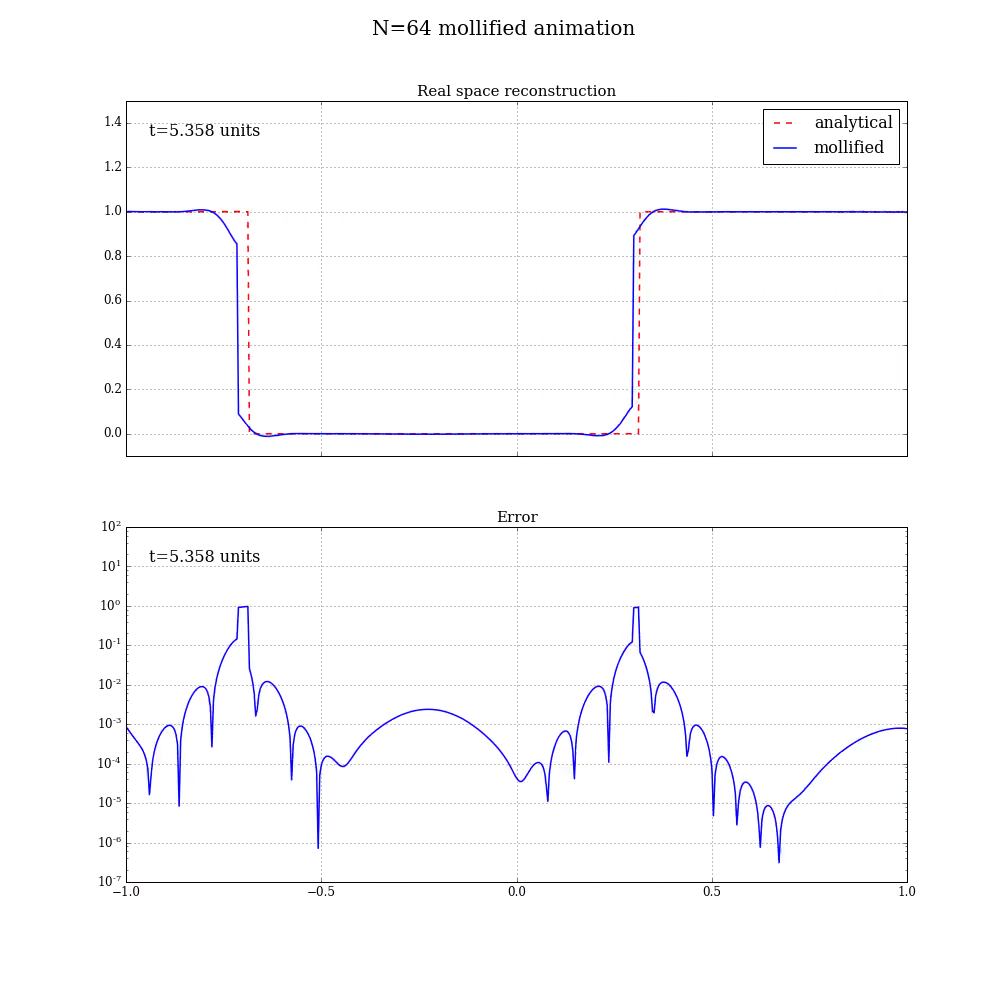 N=64 mollified animation
Real space reconstruction
t=5.358 units
analytical
mollified
1.4
1.2
1.0
0.8
0.6
0.4
0.2
0.0
Error
t=5.358 units
10²
10¹
10⁰
10⁻¹
10⁻²
10⁻³
10⁻⁴
10⁻⁵
10⁻⁶
10⁻⁷
−1.0 −0.5 0.0 0.5 1.0